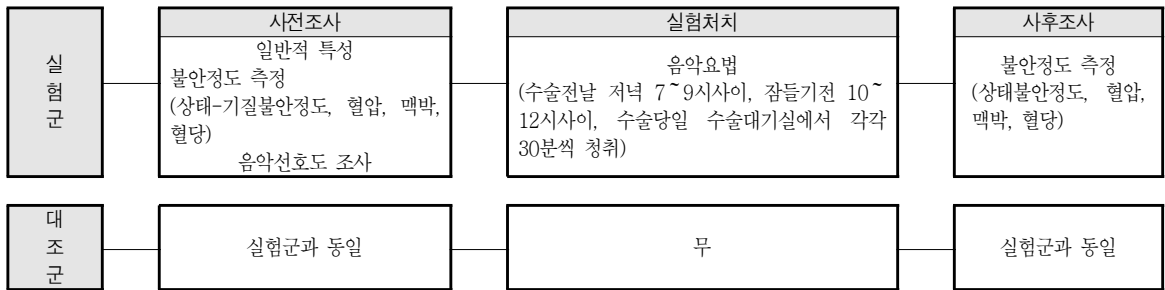 사전조사
실험처치
사후조사
실
험
군
일반적 특성
불안정도 측정
(상태-기질불안정도, 혈압, 맥박,
혈당)
음악선호도 조사
음악요법
(수술전날 저녁 7~9시사이, 잠들기전 10~
12시사이, 수술당일 수술대기실에서 각각
30분씩 청취)
불안정도 측정
(상태불안정도, 혈압,
맥박, 혈당)
대
조
군
실험군과 동일
무
실험군과 동일